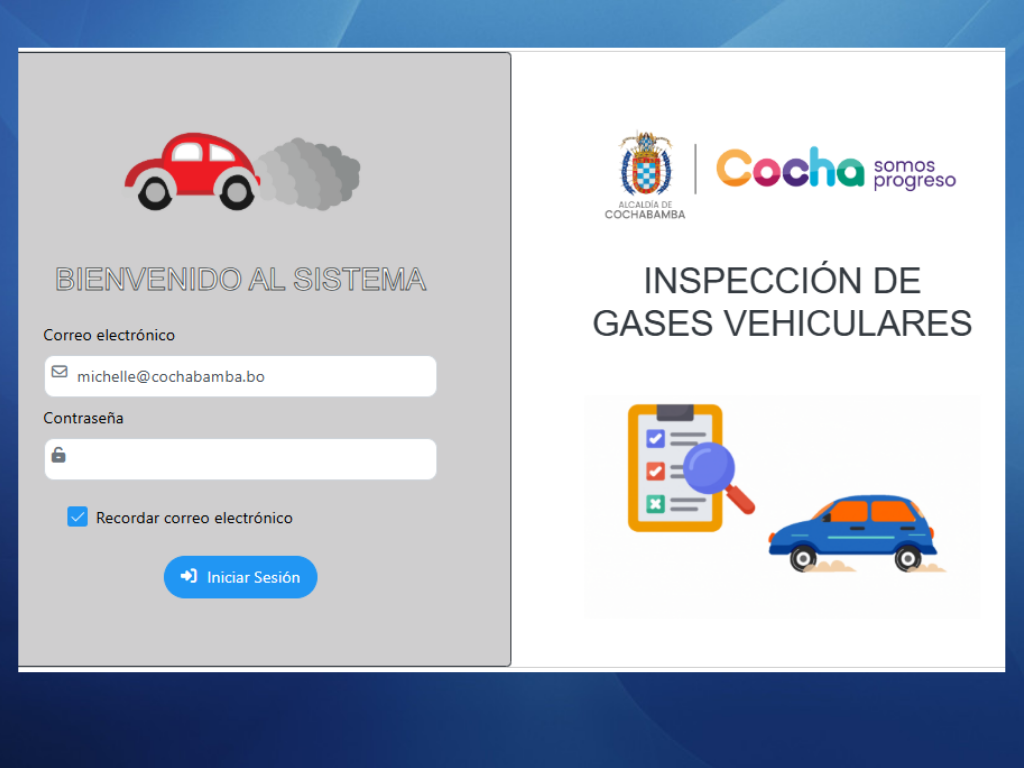 BIENVENIDO AL SISTEMA
Correo electrónico
michelle@cochabamba.bo
Contraseña
Recordar correo electrónico
Iniciar Sesión
ALCALDÍA DE
COCHABAMBA
Cocha somos
progreso
INSPECCIÓN DE
GASES VEHICULARES